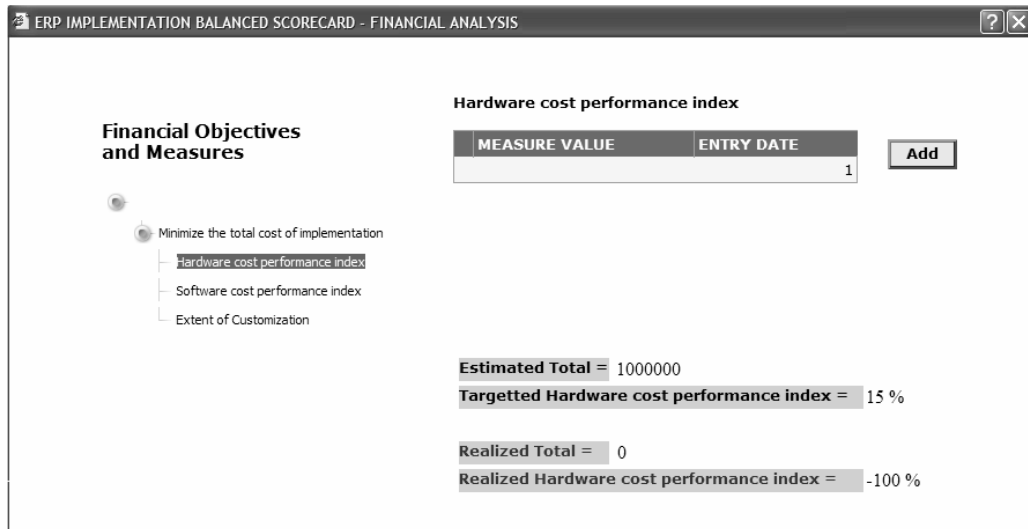 ERP IMPLEMENTATION BALANCED SCORECARD - FINANCIAL ANALYSIS
Financial Objectives
and Measures
Minimize the total cost of implementation
Hardware cost performance index
Software cost performance index
Extent of Customization
Hardware cost performance index
MEASURE VALUE ENTRY DATE
1
Add
Estimated Total = 1000000
Targetted Hardware cost performance index = 15 %
Realized Total = 0
Realized Hardware cost performance index = -100 %